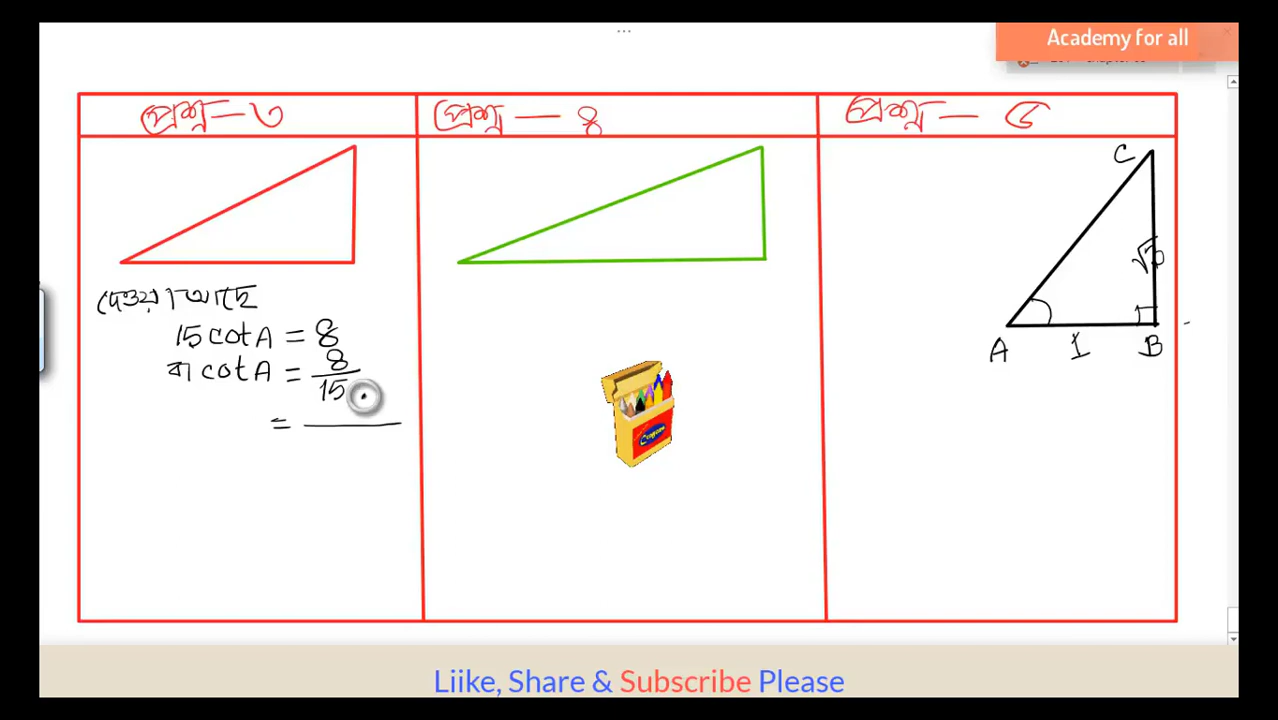 Academy for all
প্রশ্ন — ৩
প্রশ্ন — ৪
প্রশ্ন — ৫
C
√3
A
1
B
দেওয়া আছে
15 cot A = 8
বা cot A = 8/15
=
Liike, Share & Subscribe Please